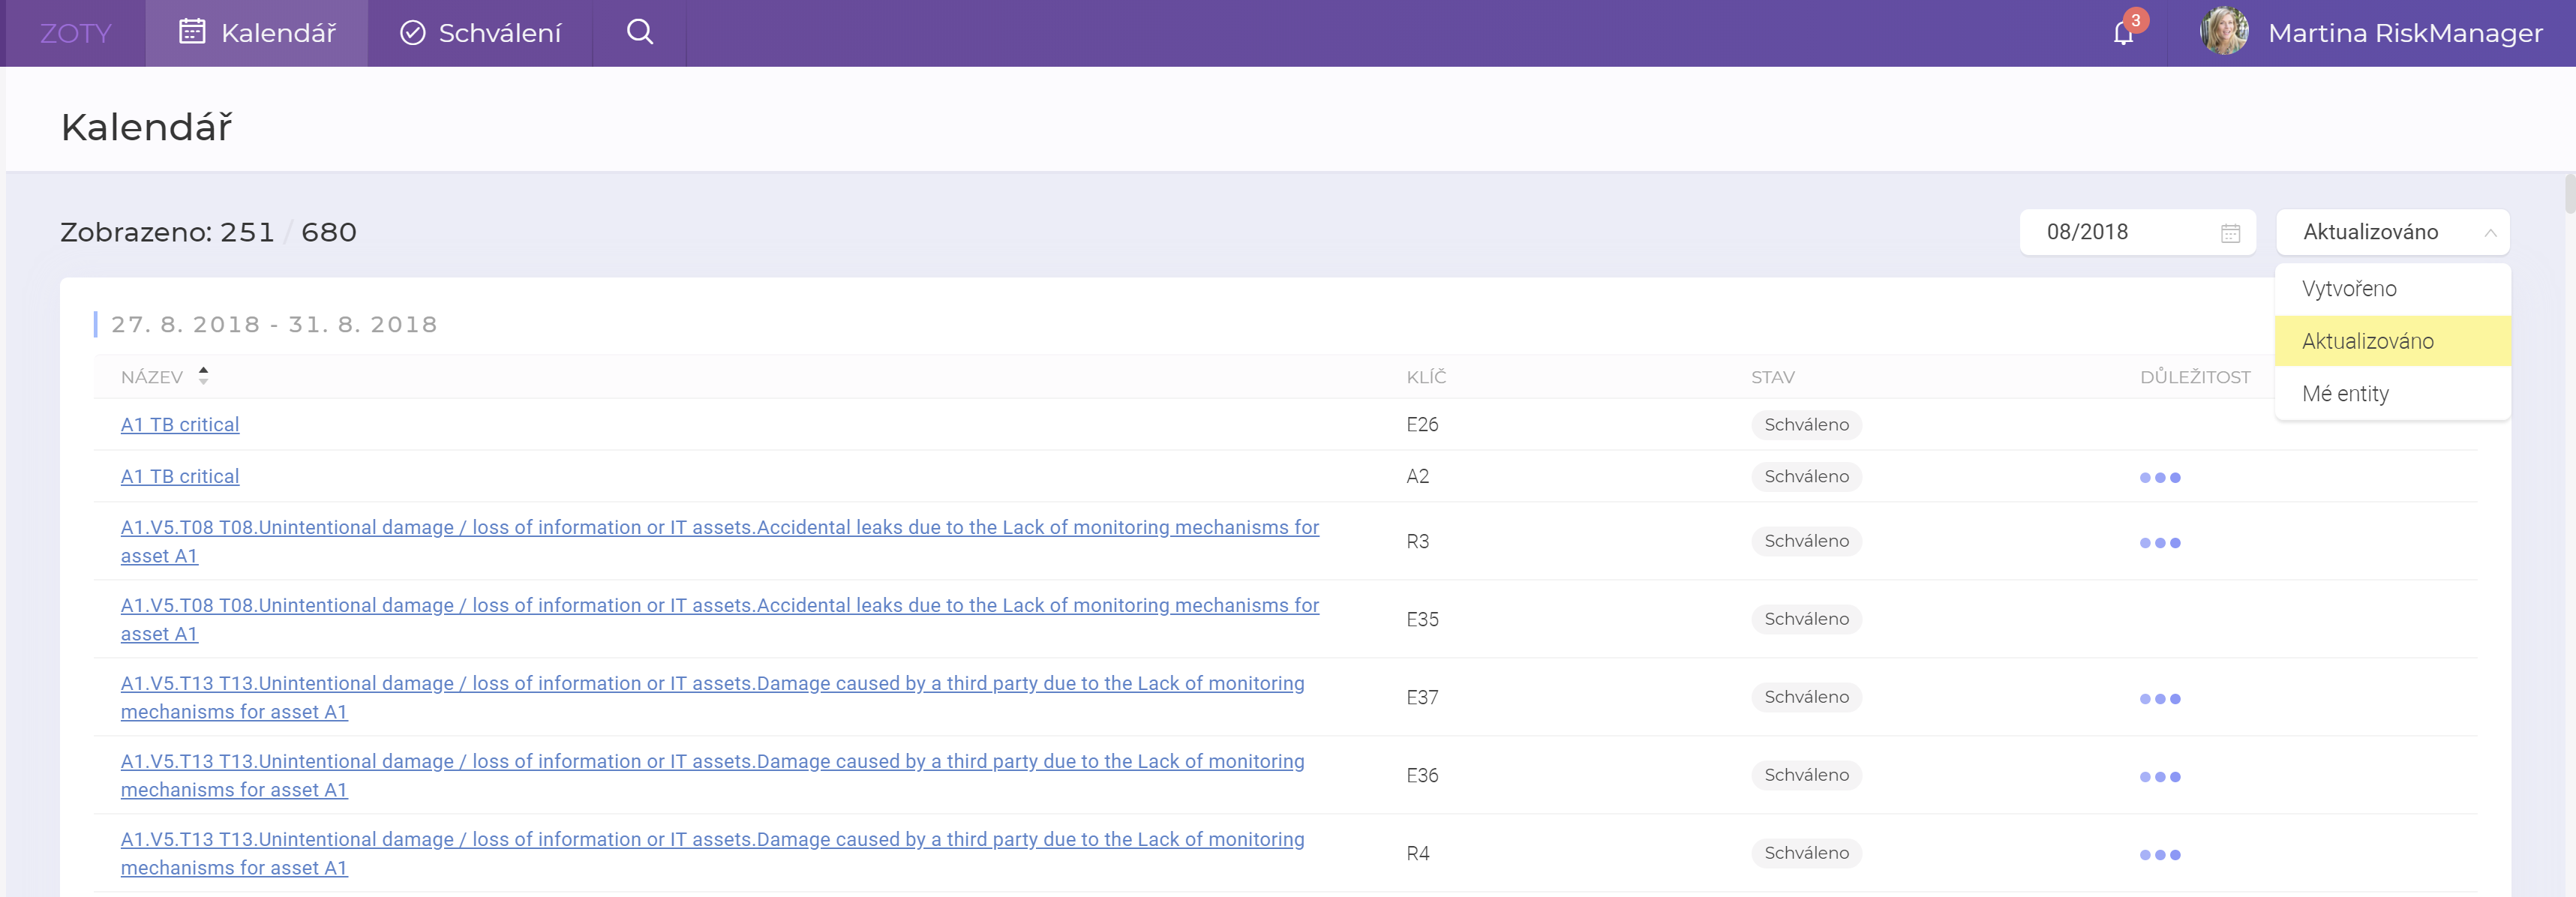 ZOTY
Kalendář
Schválení
3
Martina RiskManager
Kalendář
Zobrazeno: 251 / 680
08/2018
Aktualizováno
Vytvořeno
Aktualizováno
Mé entity
27. 8. 2018 - 31. 8. 2018
NÁZEV KLÍČ STAV DŮLEŽITOST
A1 TB critical E26 Schváleno
A1 TB critical A2 Schváleno
A1.V5.T08 T08.Unintentional damage / loss of information or IT assets.Accidental leaks due to the Lack of monitoring mechanisms for
asset A1
R3 Schváleno
A1.V5.T08 T08.Unintentional damage / loss of information or IT assets.Accidental leaks due to the Lack of monitoring mechanisms for
asset A1
E35 Schváleno
A1.V5.T13 T13.Unintentional damage / loss of information or IT assets.Damage caused by a third party due to the Lack of monitoring
mechanisms for asset A1
E37 Schváleno
A1.V5.T13 T13.Unintentional damage / loss of information or IT assets.Damage caused by a third party due to the Lack of monitoring
mechanisms for asset A1
E36 Schváleno
A1.V5.T13 T13.Unintentional damage / loss of information or IT assets.Damage caused by a third party due to the Lack of monitoring
mechanisms for asset A1
R4 Schváleno